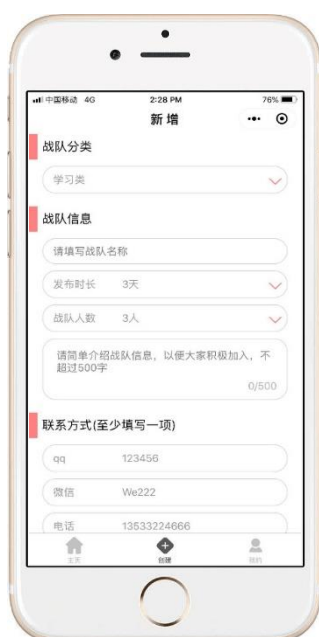 中国移动 4G 2:28 PM 76%
新增
战队分类
学习类
战队信息
请填写战队名称
发布时长 3天
战队人数 3人
请简单介绍战队信息，以便大家积极加入，不
超过500字
0/500
联系方式(至少填写一项)
qq 123456
微信 We222
电话 13533224666
主页 创建 我的